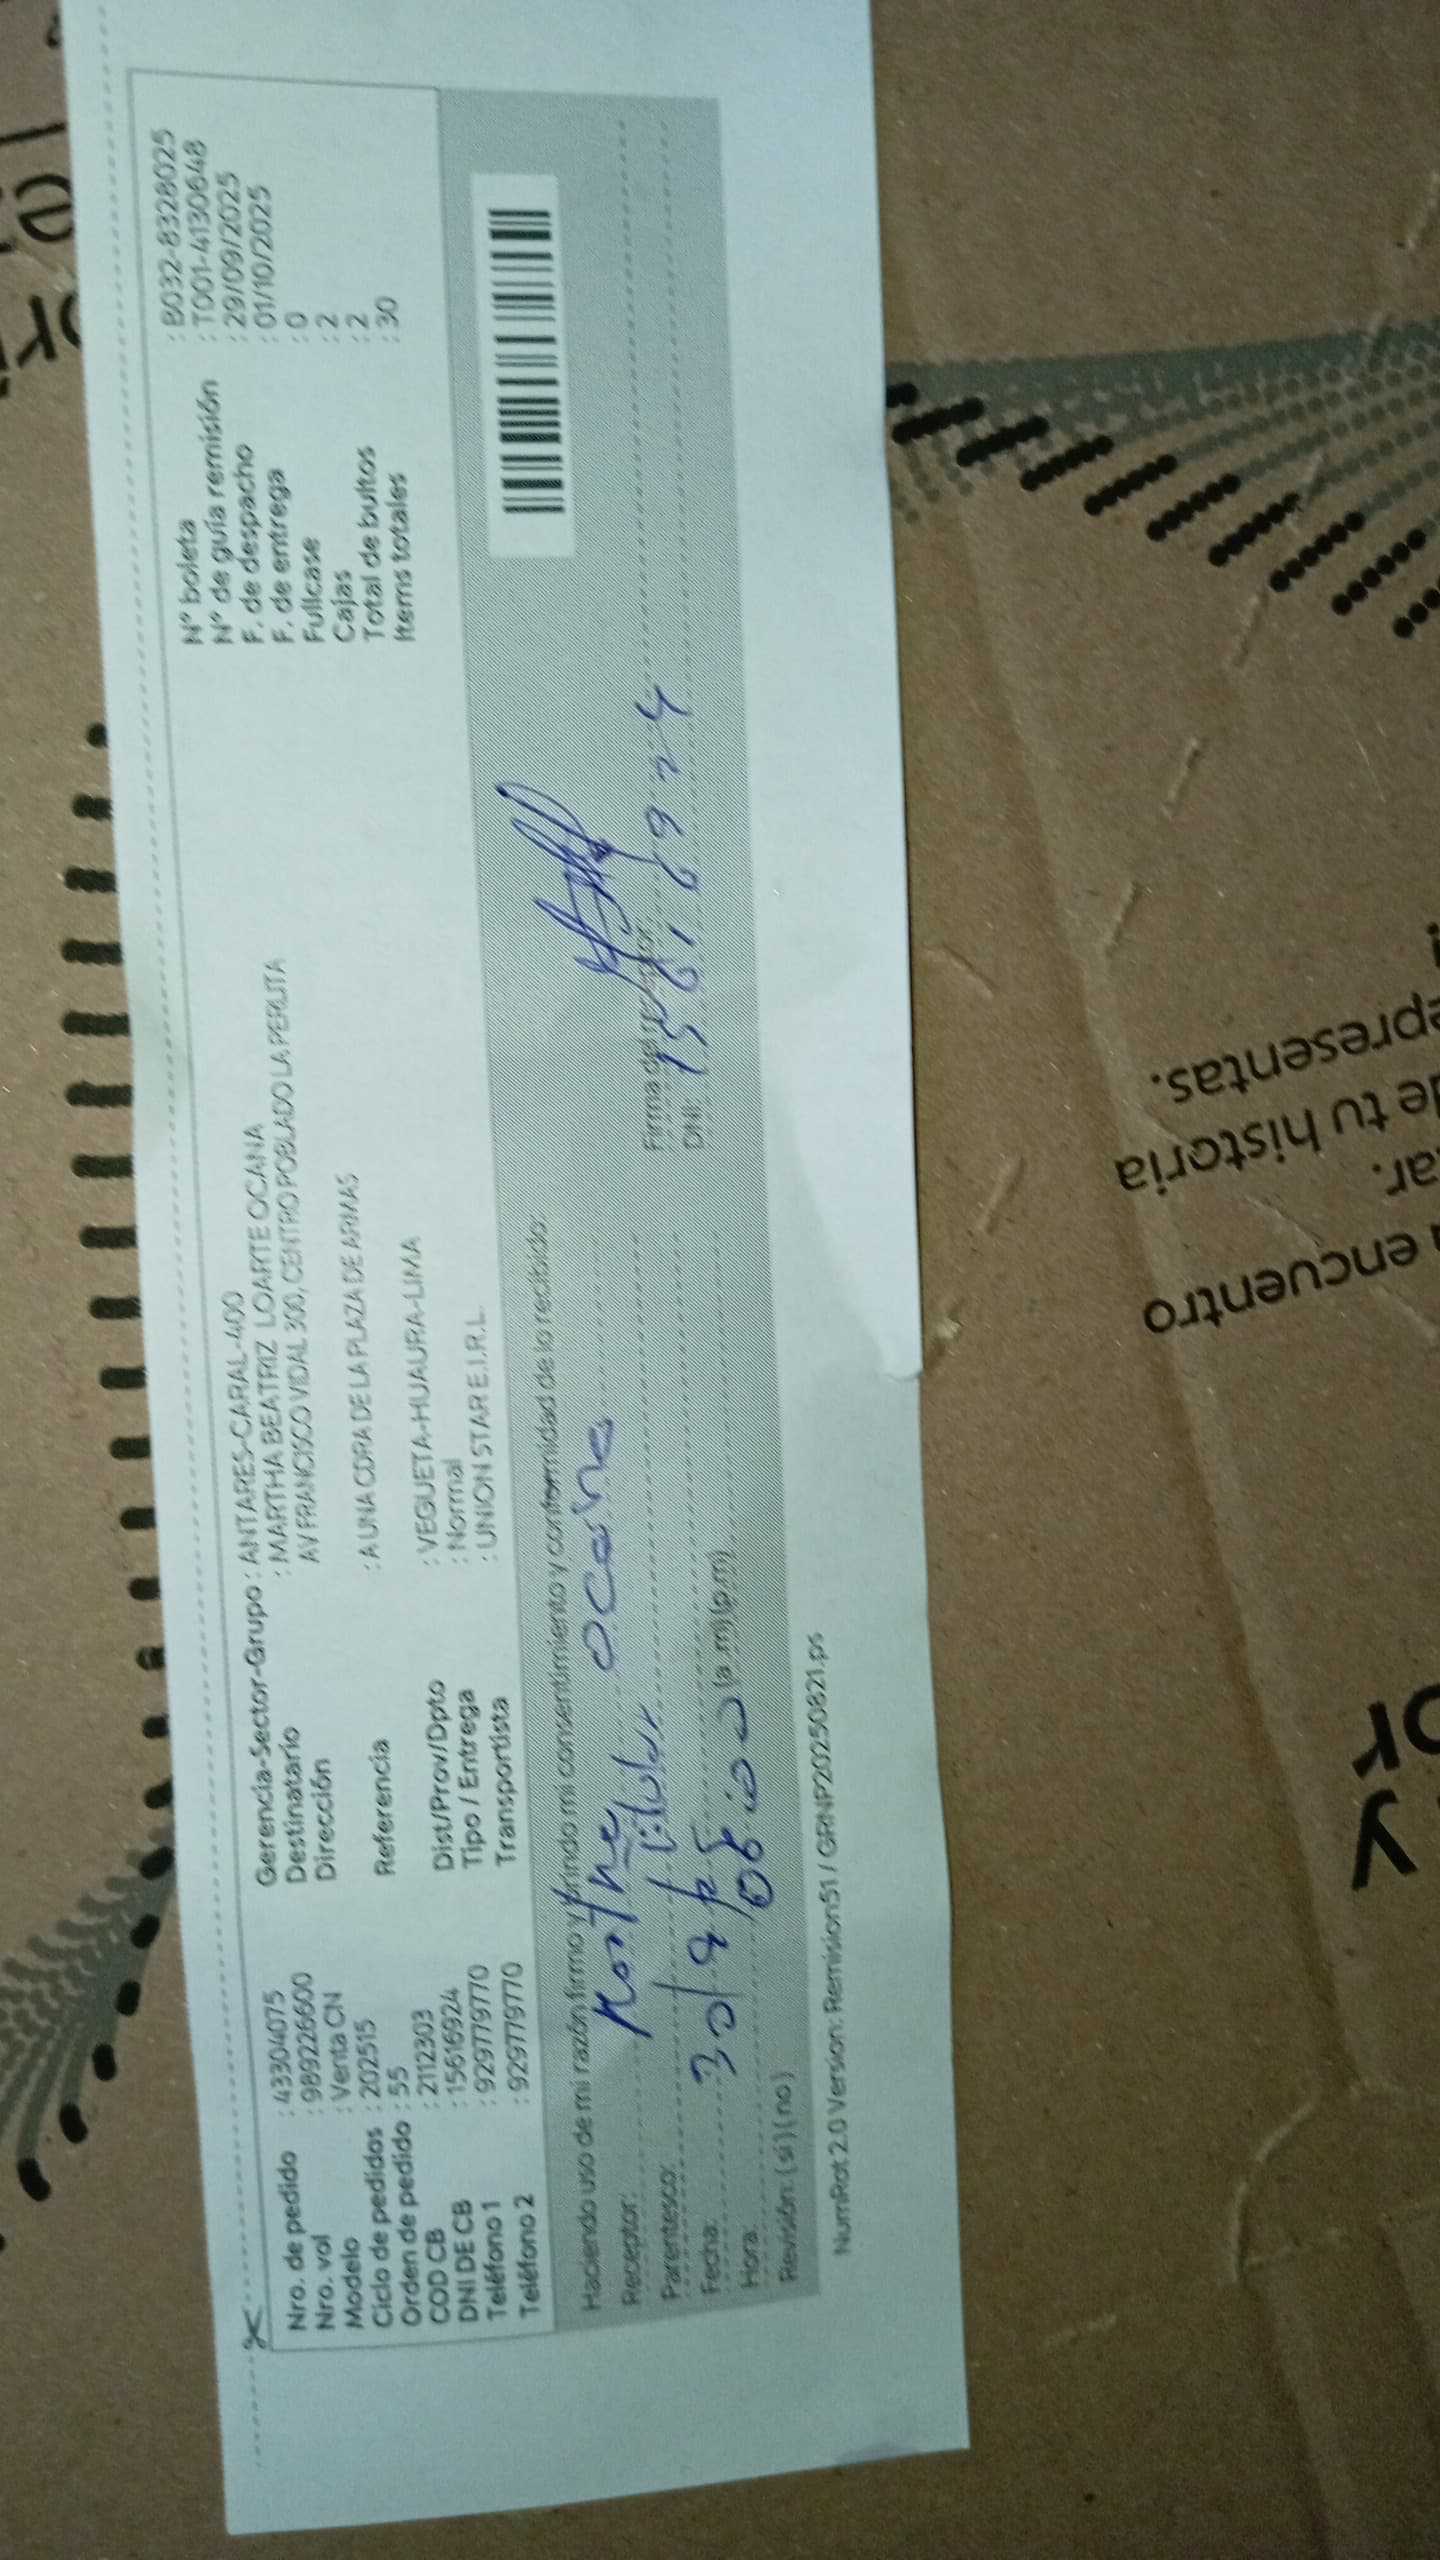 Nro. de pedido : 43304075
Nro. vol : 9892226600
Modelo : Venta CN
Ciclo de pedidos : 202515
Orden de pedido : 55
COD CB : 2112303
DNI DE CB : 15616924
Teléfono 1 : 929779770
Teléfono 2 : 929779770
Gerencia-Sector-Grupo : ANTARES-CARAL-400
Destinatario : MARTHA BEATRIZ LOARTE OCANA
Dirección AV FRANCISCO VIDAL 300, CENTRO POBLADO LA PERLITA
Referencia : A UNA CDRA DE LA PLAZA DE ARMAS
Dist/Prov/Dpto : VEGUETA-HUAURA-LIMA
Tipo / Entrega : Normal
Transportista : UNION STAR E.I.R.L.
N° boleta : B032-8328025
N° de guía remisión : T001-4130648
F. de despacho : 29/09/2025
F. de entrega : 01/10/2025
Fullcase : 0
Cajas : 2
Total de bultos : 2
Items totales : 30
Haciendo uso de mi razón firmo y brindo mi consentimiento y conformidad de lo recibido:
Receptor: Marthe Ocaña
Parentesco: titular
Fecha: 30/9/25
Hora: 08:00 (a.m)(p.m)
Revisión: (si) (no)
Firma del receptor:
DNI: 15616924
NumRot 2.0 Version: Remision51 / GRNP20250821.ps
encuentro
de tu historia
epresentas.
y
or